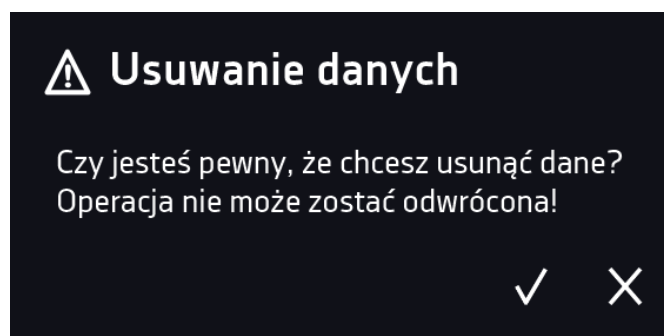 Usuwanie danych
Czy jesteś pewny, że chcesz usunąć dane?
Operacja nie może zostać odwrócona!